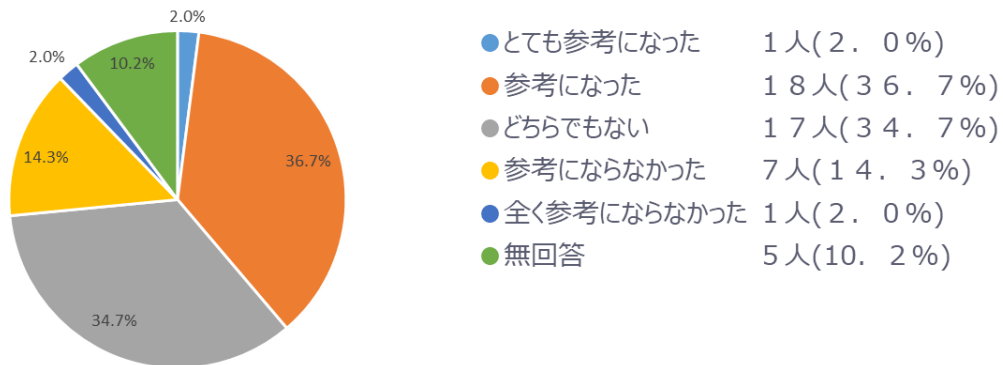 2.0%
2.0%
10.2%
14.3%
36.7%
34.7%
とても参考になった 1人(2.0%)
参考になった 18人(36.7%)
どちらでもない 17人(34.7%)
参考にならなかった 7人(14.3%)
全く参考にならなかった 1人(2.0%)
無回答 5人(10.2%)